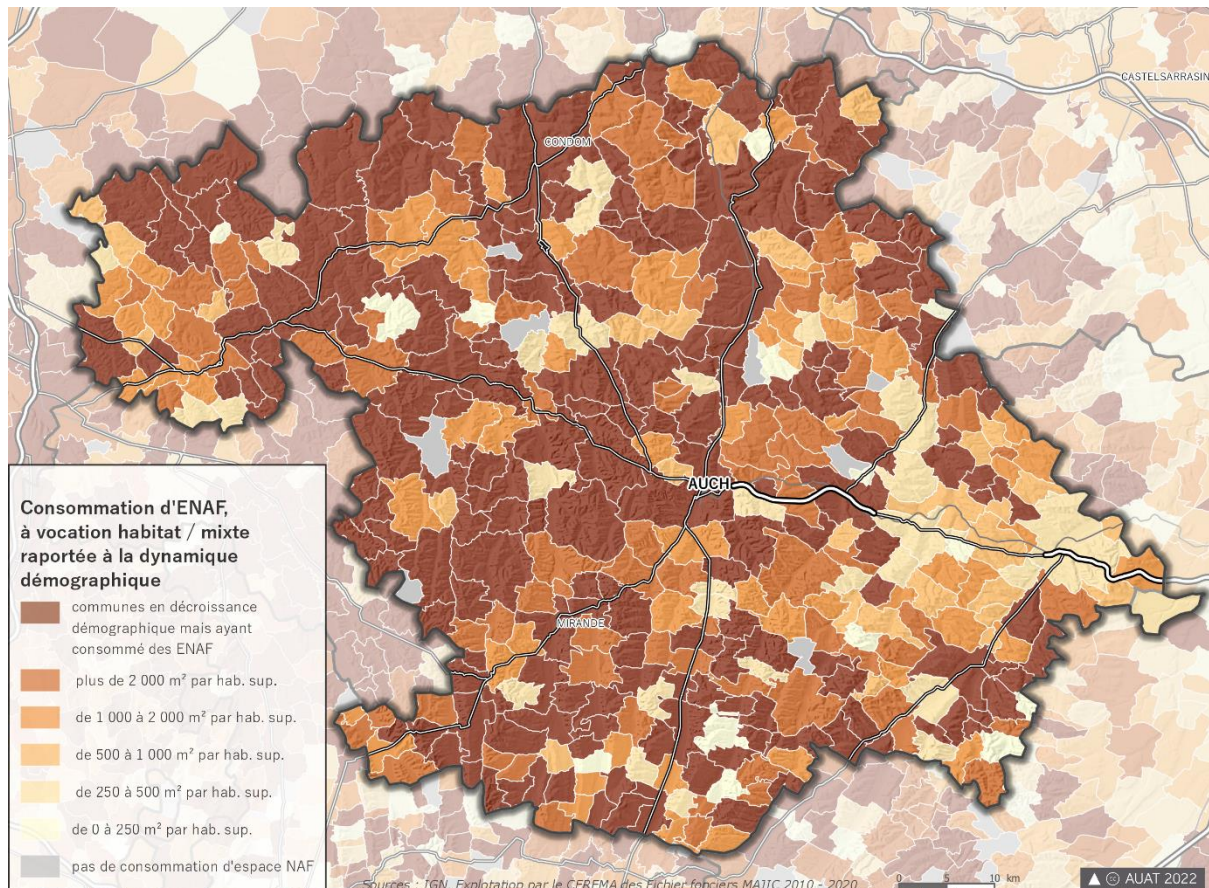 CASTELSARRASIN
CONDOM
AUCH
MIRANDE
Consommation d'ENAF,
à vocation habitat / mixte
raportée à la dynamique
démographique
communes en décroissance
démographique mais ayant
consommé des ENAF
plus de 2 000 m² par hab. sup.
de 1 000 à 2 000 m² par hab. sup.
de 500 à 1 000 m² par hab. sup.
de 250 à 500 m² par hab. sup.
de 0 à 250 m² par hab. sup.
pas de consommation d'espace NAF
Sources : IGN, Explotation par le CEREMA des Fichier fonciers MAJIC 2010 - 2020
0 5 10 km
AUAT 2022